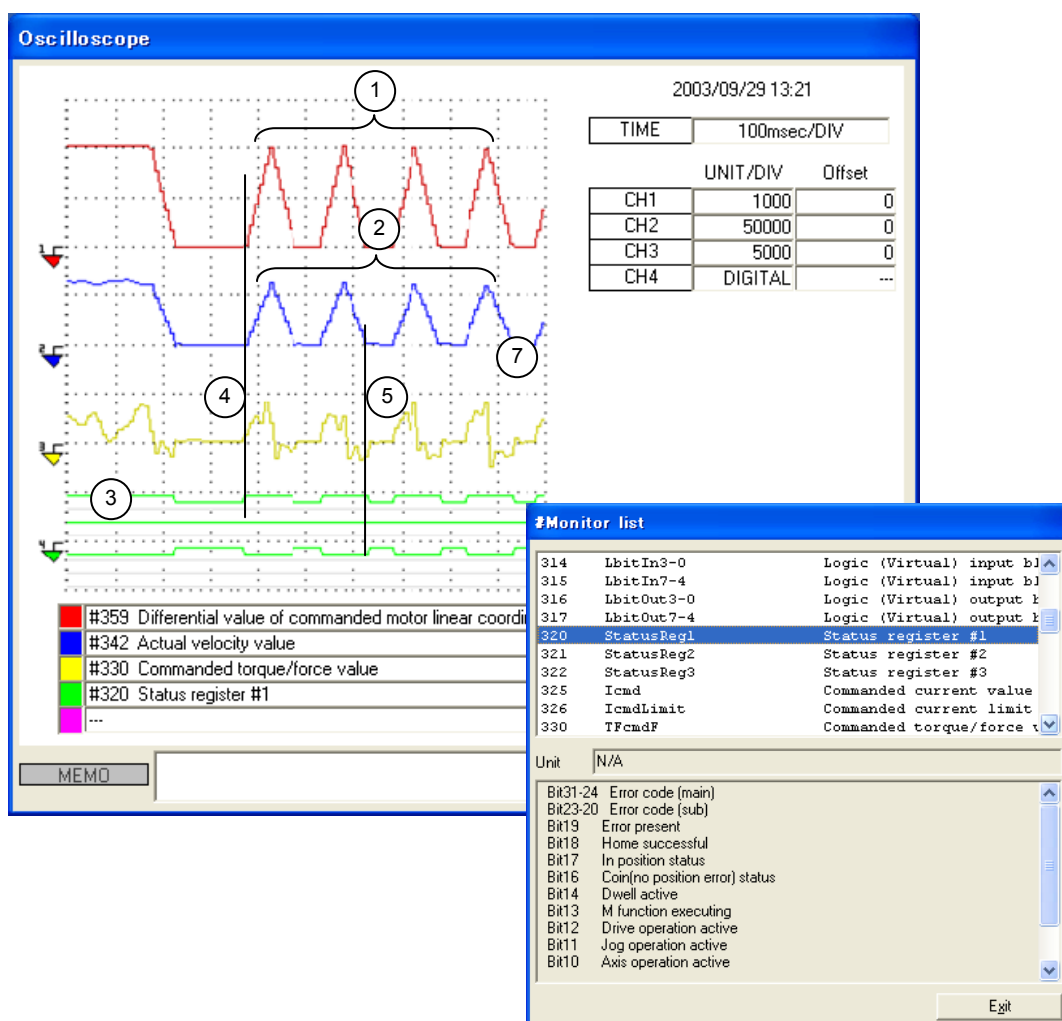 Oscilloscope
2003/09/29 13:21
TIME 100msec/DIV
UNIT/DIV Offset
CH1 1000 0
CH2 50000 0
CH3 5000 0
CH4 DIGITAL ---
1
2
3
4
5
7
1
2
3
4
#359 Differential value of commanded motor linear coordi
#342 Actual velocity value
#330 Commanded torque/force value
#320 Status register #1
---
MEMO
#Monitor list
314 LbitIn3-0 Logic (Virtual) input bl
315 LbitIn7-4 Logic (Virtual) input bl
316 LbitOut3-0 Logic (Virtual) output
317 LbitOut7-4 Logic (Virtual) output
320 StatusReg1 Status register #1
321 StatusReg2 Status register #2
322 StatusReg3 Status register #3
325 Icmd Commanded current value
326 IcmdLimit Commanded current limit
330 TFcmdF Commanded torque/force
Unit N/A
Bit31-24 Error code (main)
Bit23-20 Error code (sub)
Bit19 Error present
Bit18 Home successful
Bit17 In position status
Bit16 Coin(no position error) status
Bit14 Dwell active
Bit13 M function executing
Bit12 Drive operation active
Bit11 Jog operation active
Bit10 Axis operation active
Exit